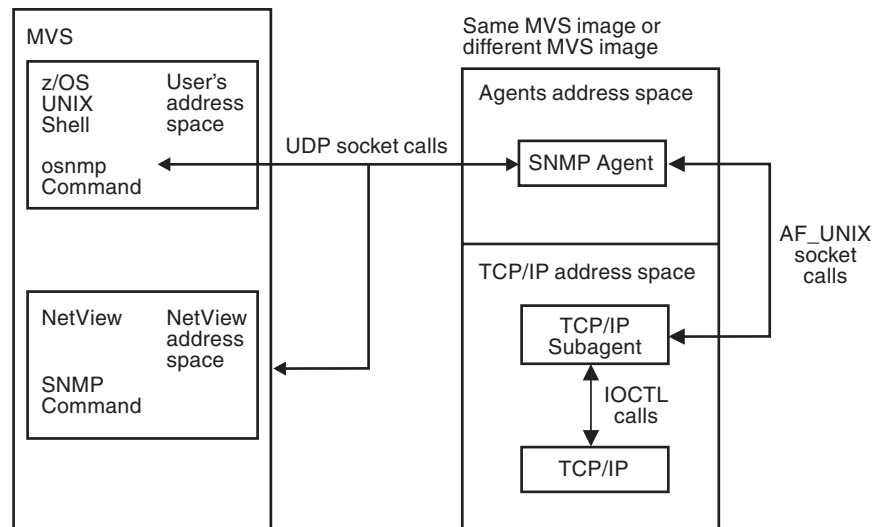 MVS
z/OS
UNIX
Shell
User's
address
space
osnmp
Command
NetView
NetView
address
space
SNMP
Command
UDP socket calls
Same MVS image or
different MVS image
Agents address space
SNMP Agent
AF_UNIX
socket
calls
TCP/IP address space
TCP/IP
Subagent
IOCTL
calls
TCP/IP